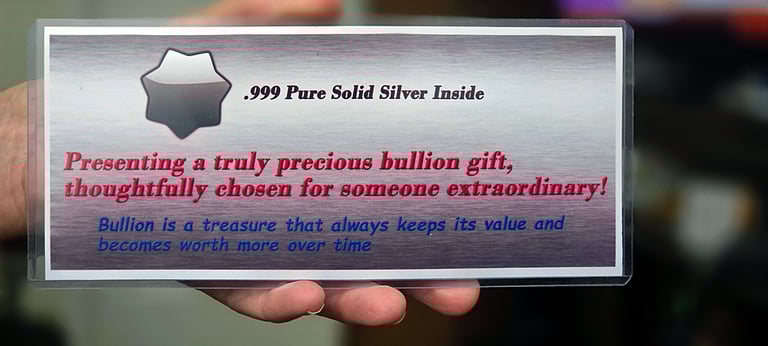 .999 Pure Solid Silver Inside
Presenting a truly precious bullion gift,
thoughtfully chosen for someone extraordinary!
Bullion is a treasure that always keeps its value and
becomes worth more over time